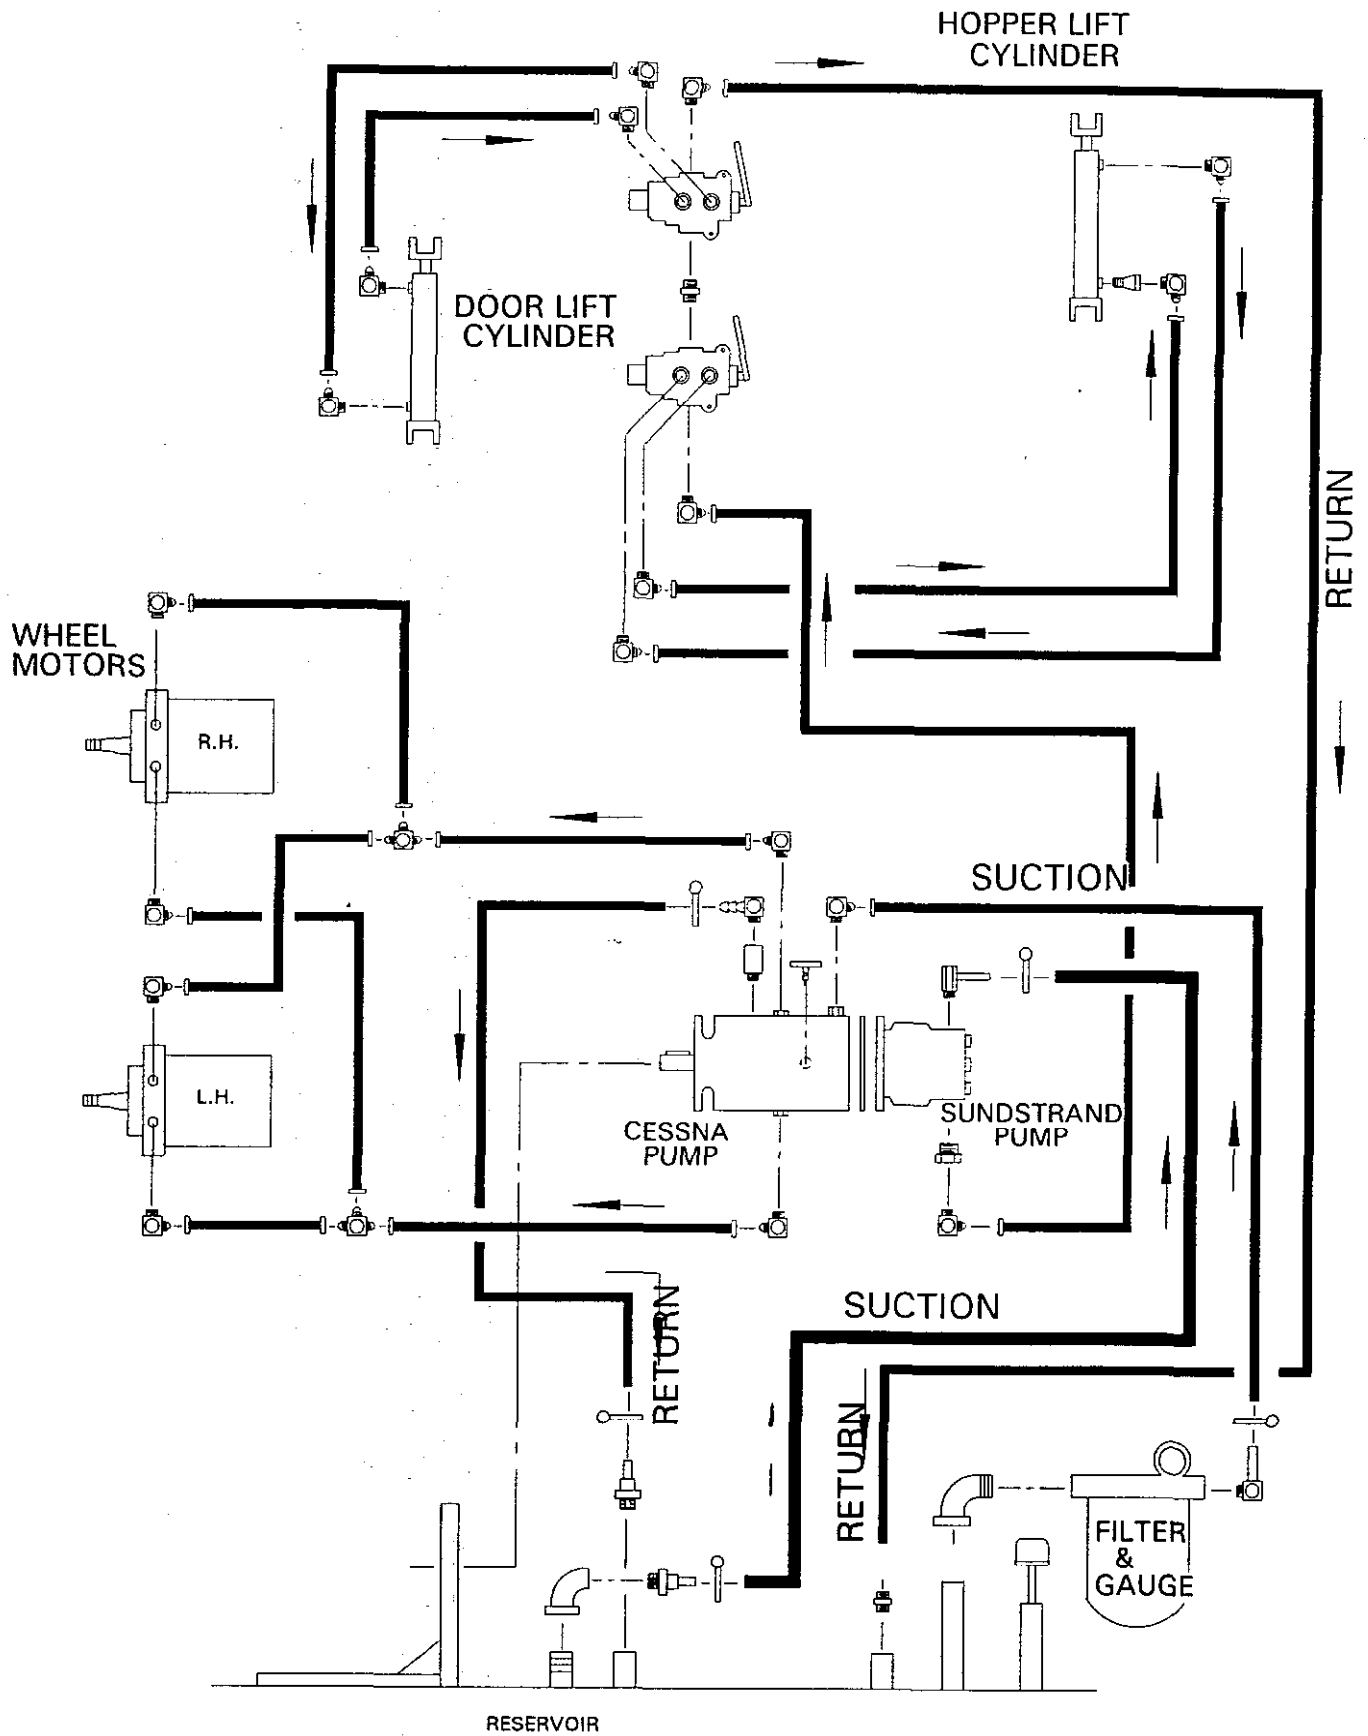 HOPPER LIFT
CYLINDER
DOOR LIFT
CYLINDER
RETURN
WHEEL
MOTORS
R.H.
SUCTION
L.H.
CESSNA
PUMP
SUNDSTRAND
PUMP
SUCTION
RETURN
RETURN
FILTER
&
GAUGE
RESERVOIR